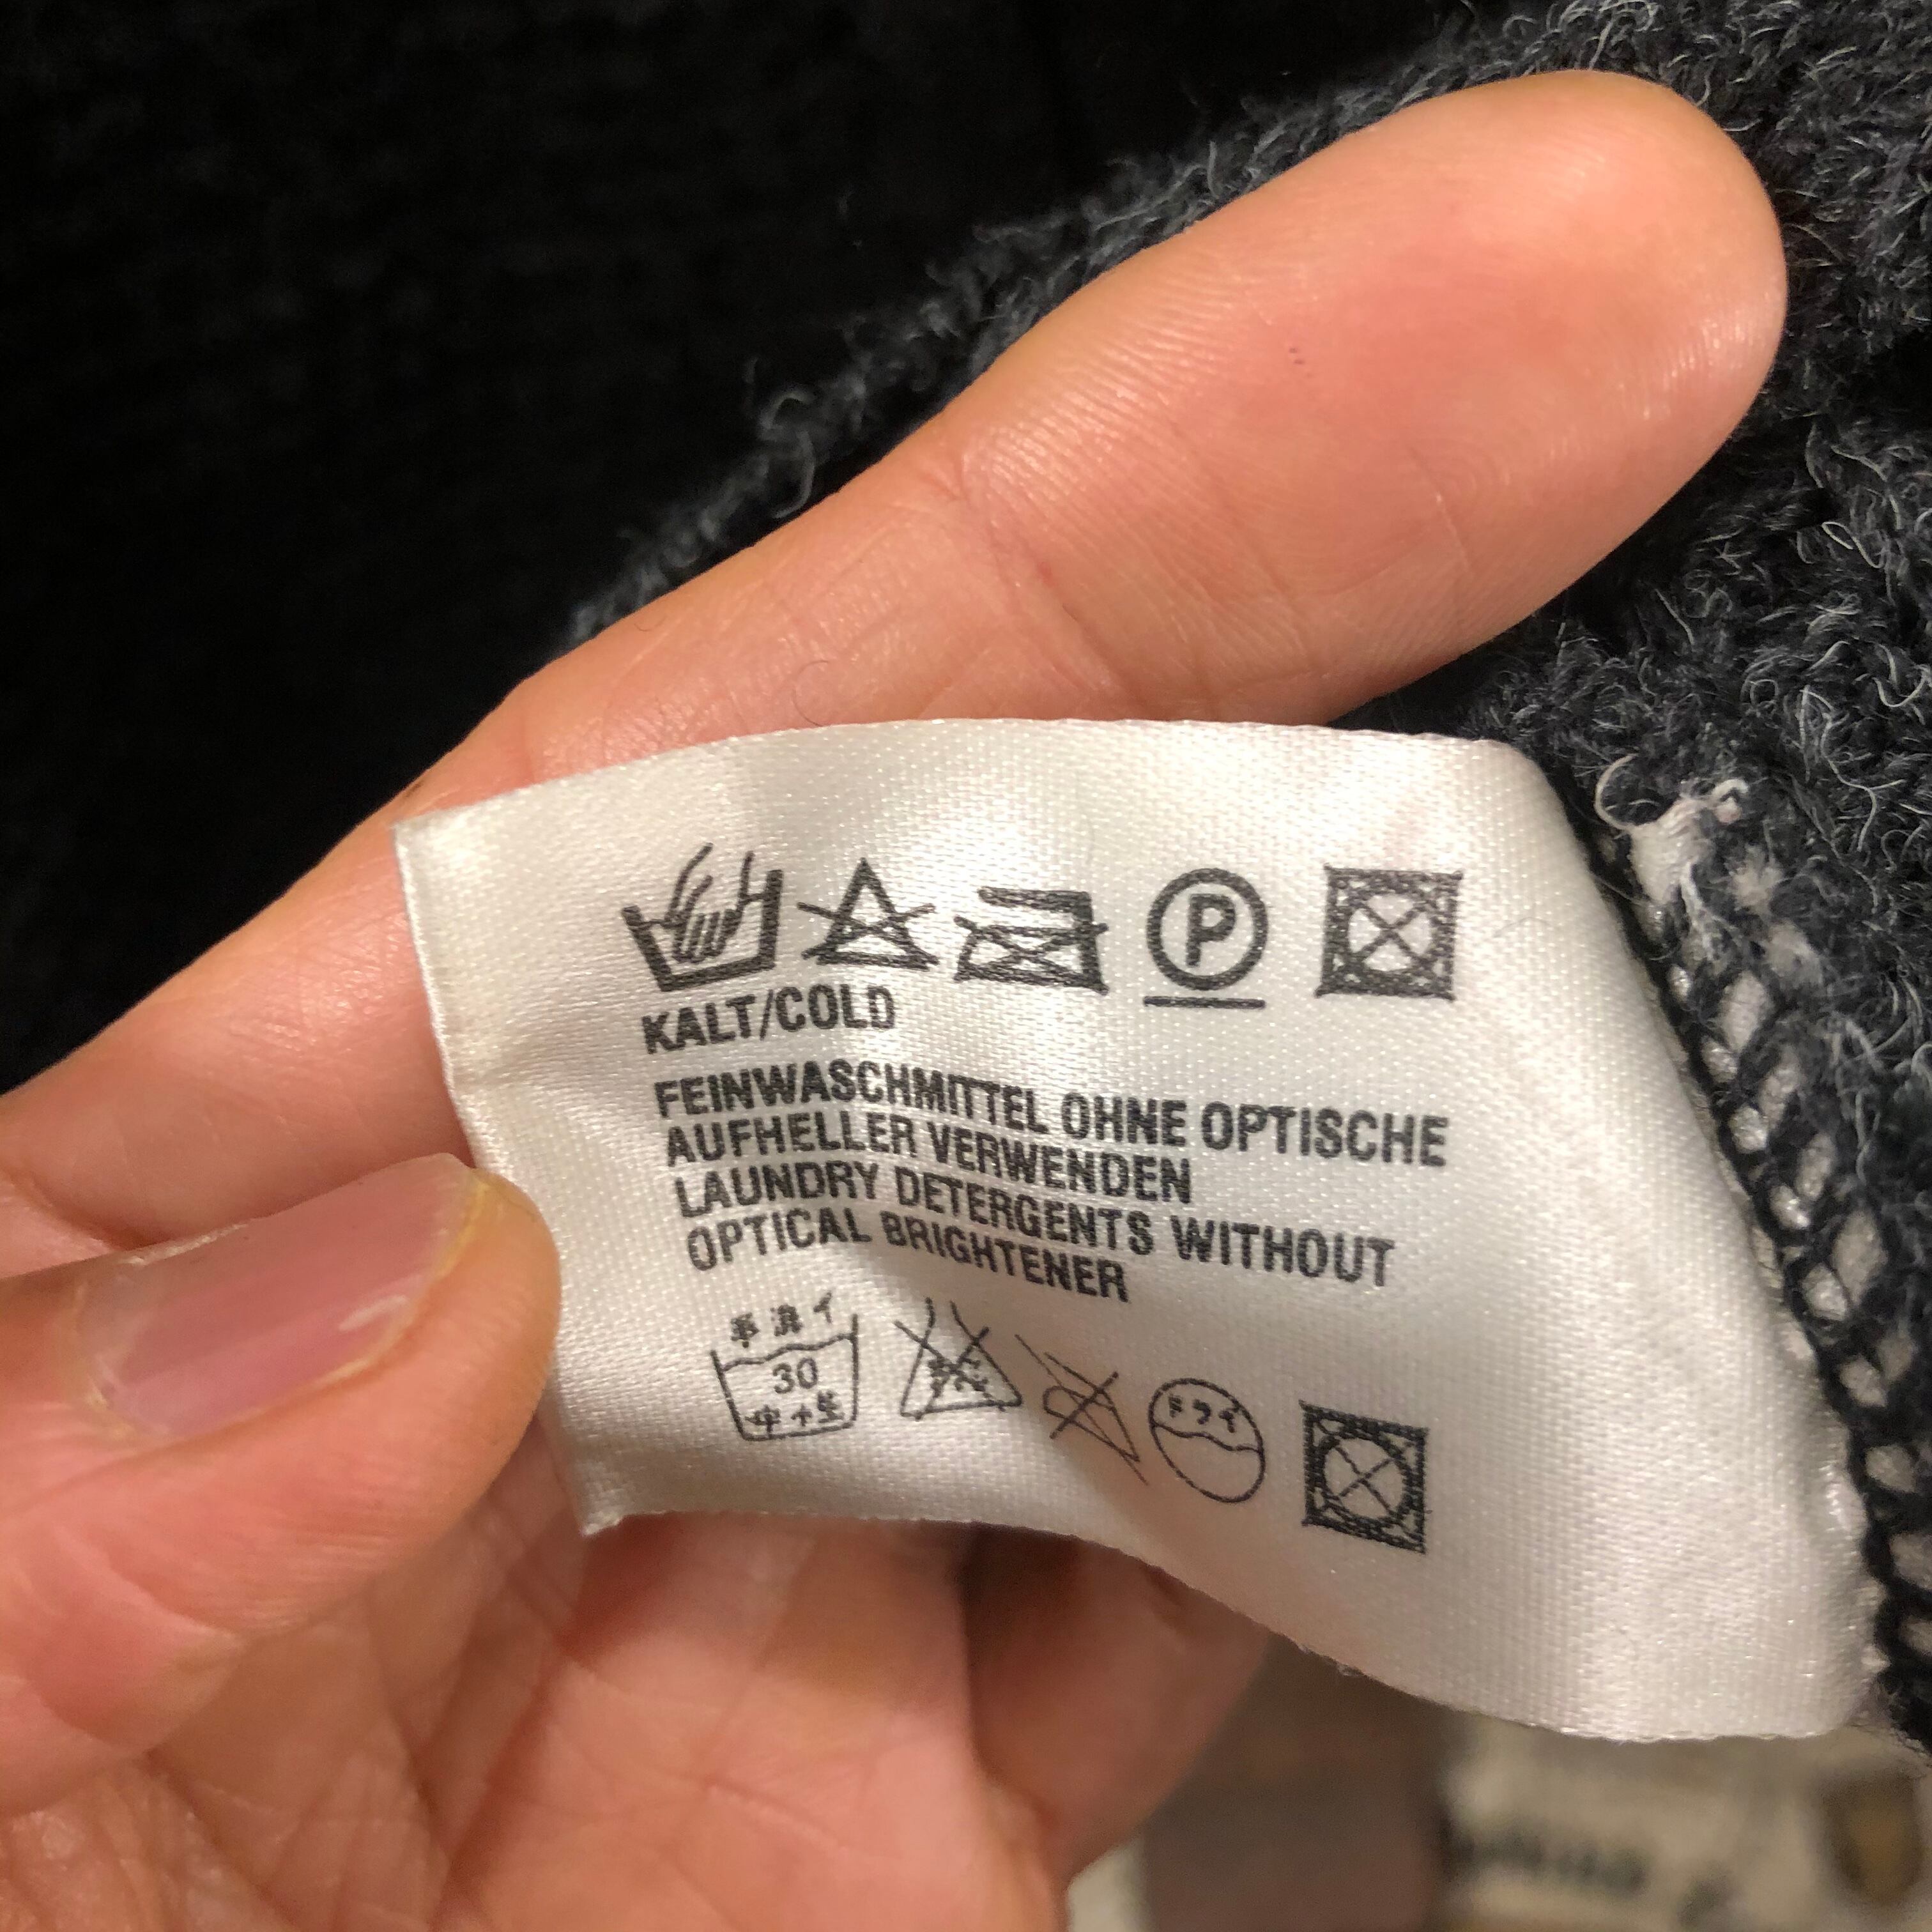 P
KALT/COLD
FEINWASCHMITTEL OHNE OPTISCHE
AUFHELLER VERWENDEN
LAUNDRY DETERGENTS WITHOUT
OPTICAL BRIGHTENER
手洗イ
30
中性
ドライ